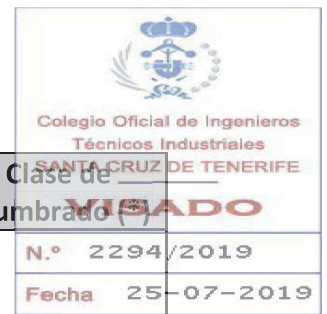 Colegio Oficial de Ingenieros
Técnicos Industriales
SANTA CRUZ DE TENERIFE
Clase de
umbrado (*)
VISADO
N.º 2294/2019
Fecha 25-07-2019